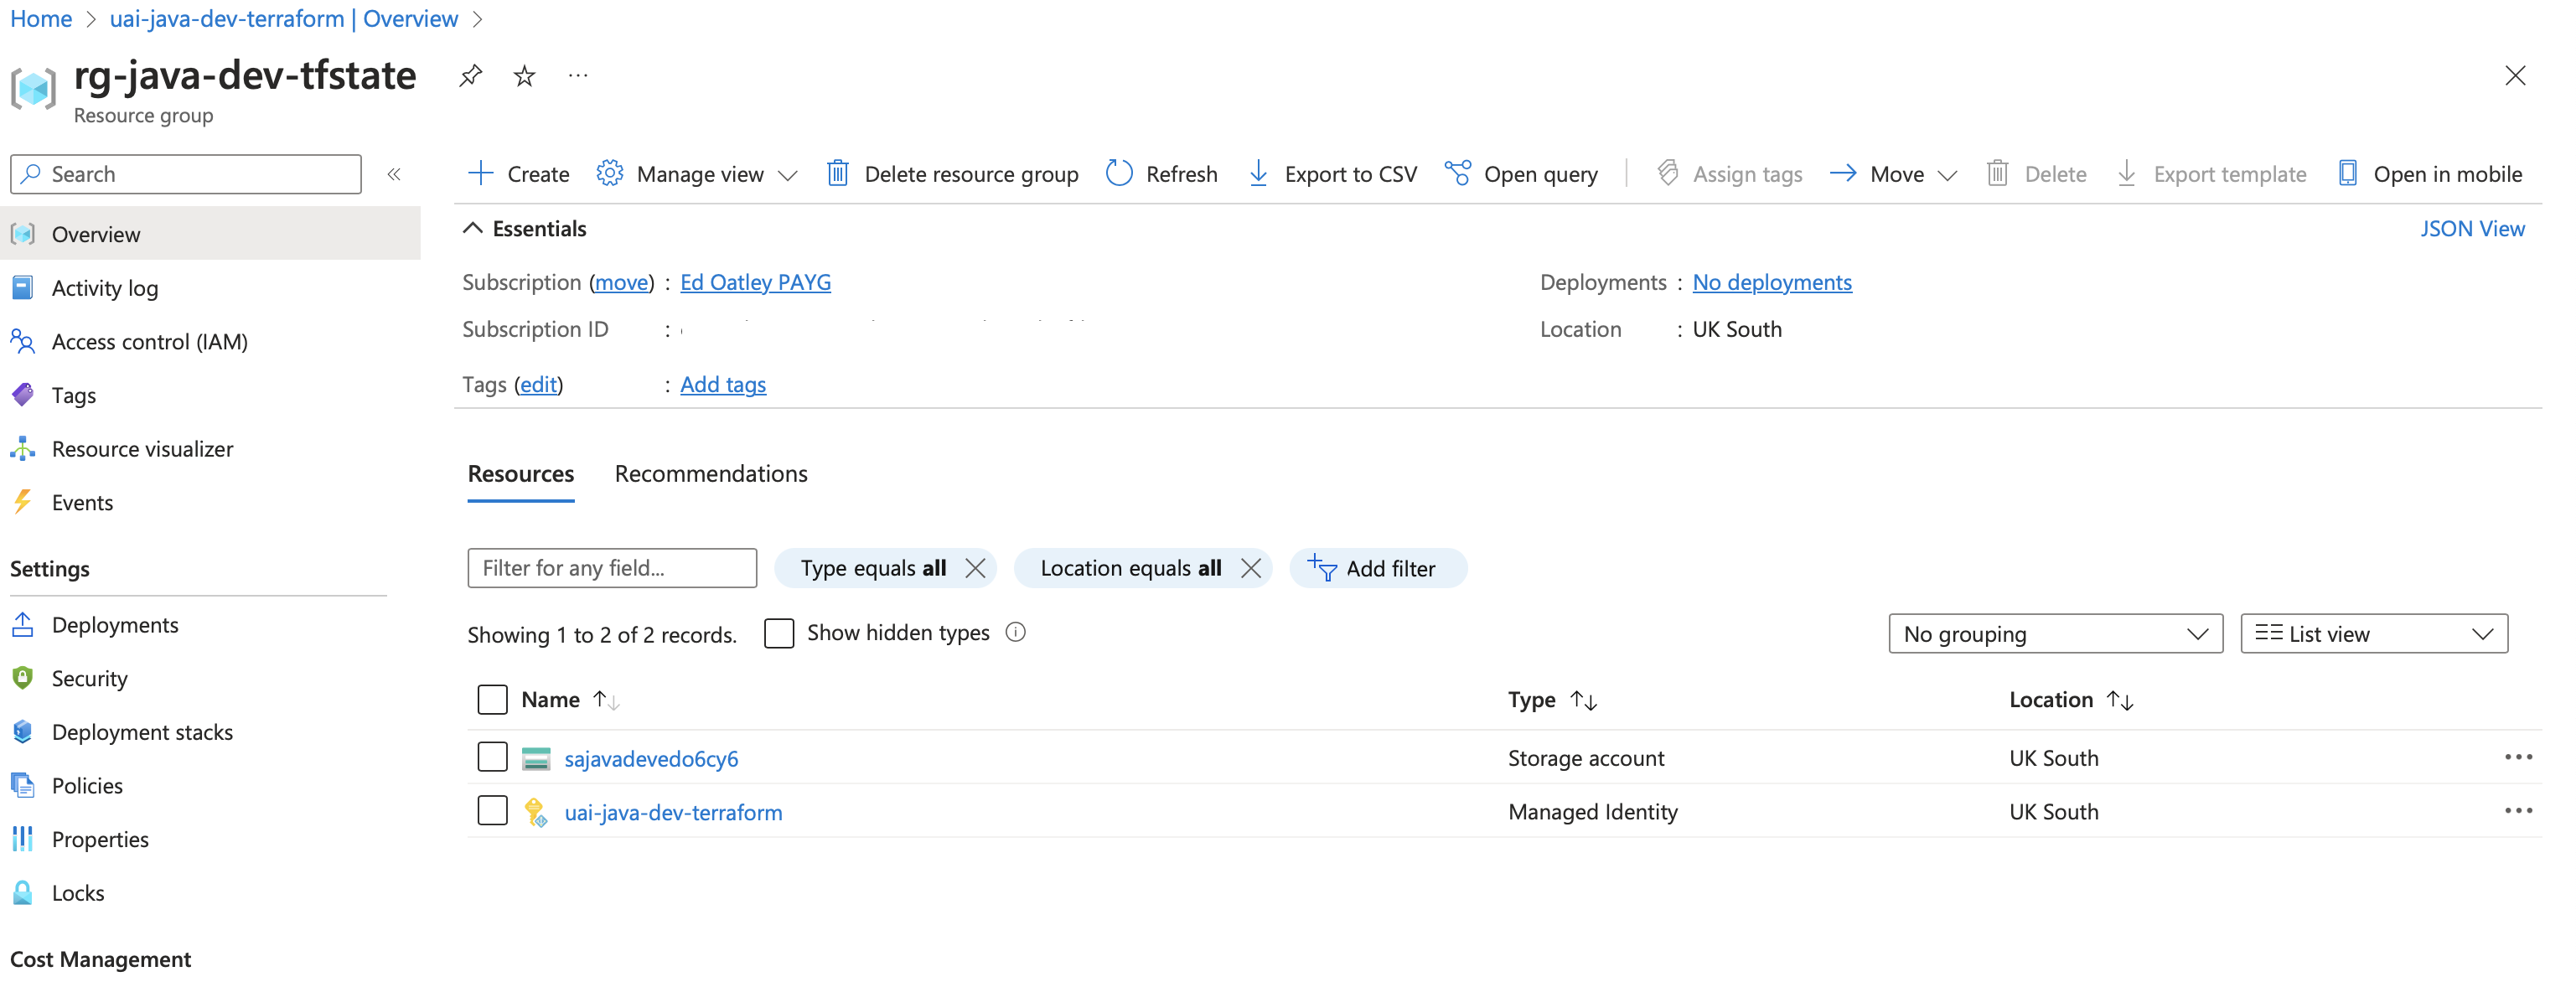 Home > uai-java-dev-terraform | Overview >
rg-java-dev-tfstate
Resource group
Search
Overview
Activity log
Access control (IAM)
Tags
Resource visualizer
Events
Settings
Deployments
Security
Deployment stacks
Policies
Properties
Locks
Cost Management
Create
Manage view
Delete resource group
Refresh
Export to CSV
Open query
Assign tags
Move
Delete
Export template
Open in mobile
Essentials
JSON View
Subscription (move) : Ed Oatley PAYG
Subscription ID :
Tags (edit) : Add tags
Deployments : No deployments
Location : UK South
Resources
Recommendations
Filter for any field...
Type equals all
Location equals all
Add filter
Showing 1 to 2 of 2 records.
Show hidden types
No grouping
List view
Name Type Location
sajavadevedo6cy6 Storage account UK South
uai-java-dev-terraform Managed Identity UK South